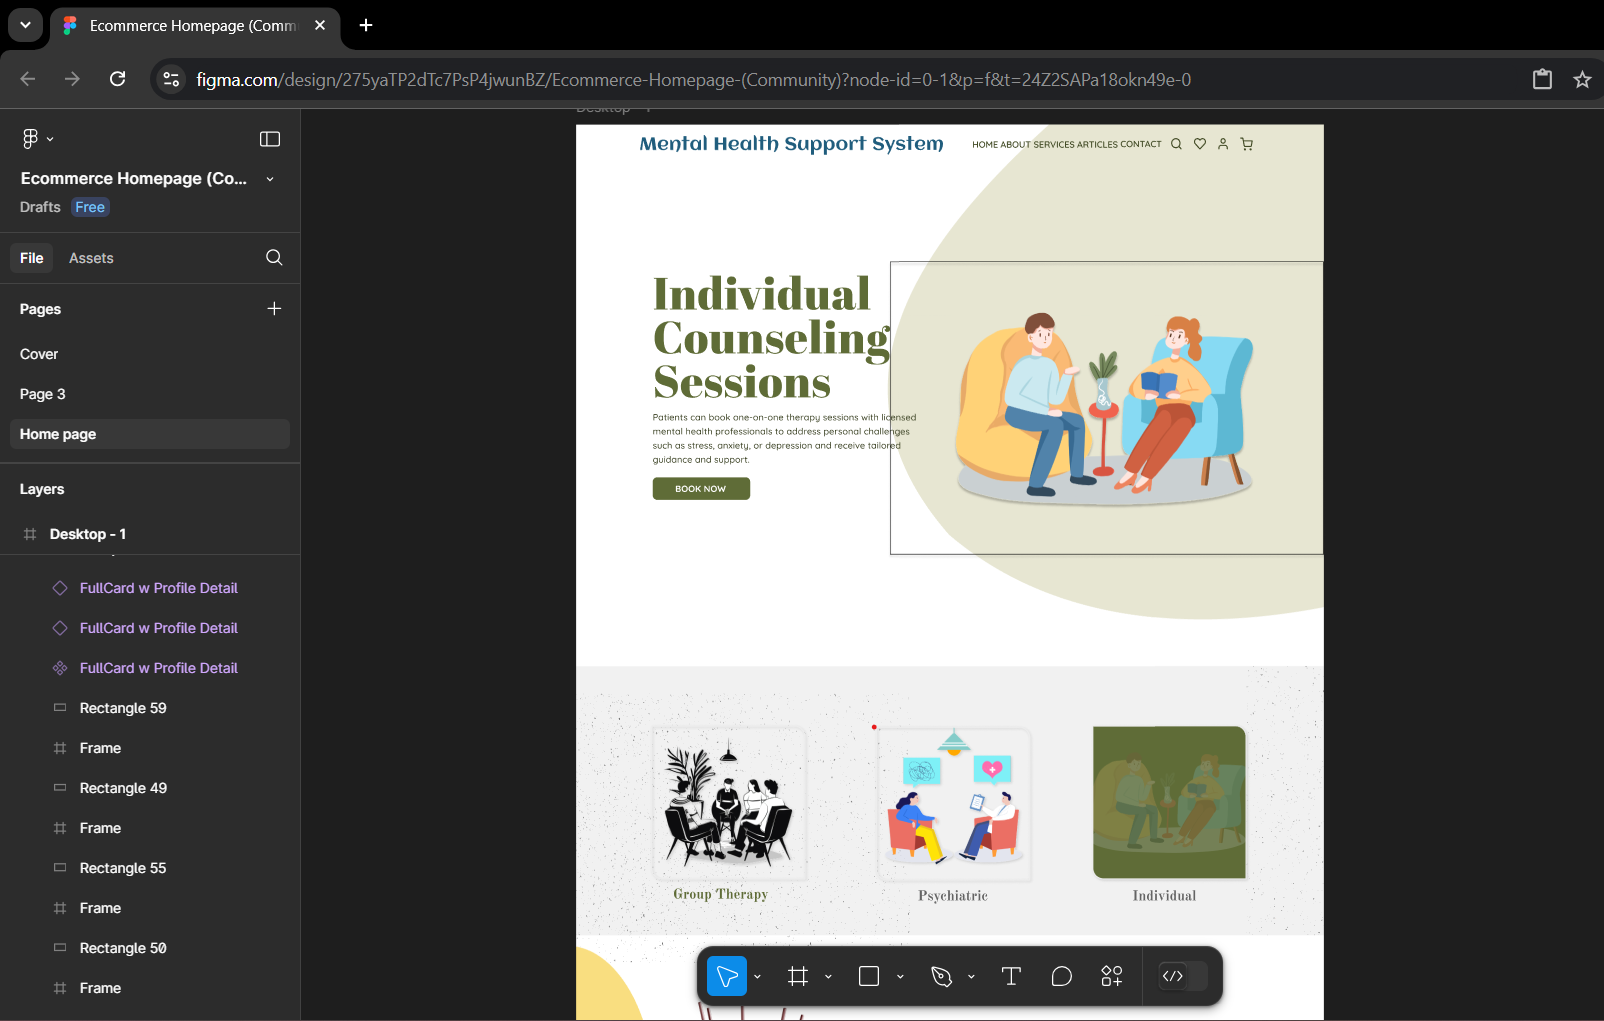 Ecommerce Homepage (Comm
figma.com/design/275yaTP2dTc7PsP4jwunBZ/Ecommerce-Homepage-(Community)?node-id=0-1&p=f&t=24Z2SAPa18okn49e-0
Ecommerce Homepage (Co...
Drafts Free
File Assets
Pages
Cover
Page 3
Home page
Layers
Desktop - 1
FullCard w Profile Detail
FullCard w Profile Detail
FullCard w Profile Detail
Rectangle 59
Frame
Rectangle 49
Frame
Rectangle 55
Frame
Rectangle 50
Frame
Desktop - 1
Mental Health Support System
HOME ABOUT SERVICES ARTICLES CONTACT
Individual
Counseling
Sessions
Patients can book one-on-one therapy sessions with licensed
mental health professionals to address personal challenges
such as stress, anxiety, or depression and receive tailored
guidance and support.
BOOK NOW
Group Therapy
Psychiatric
Individual